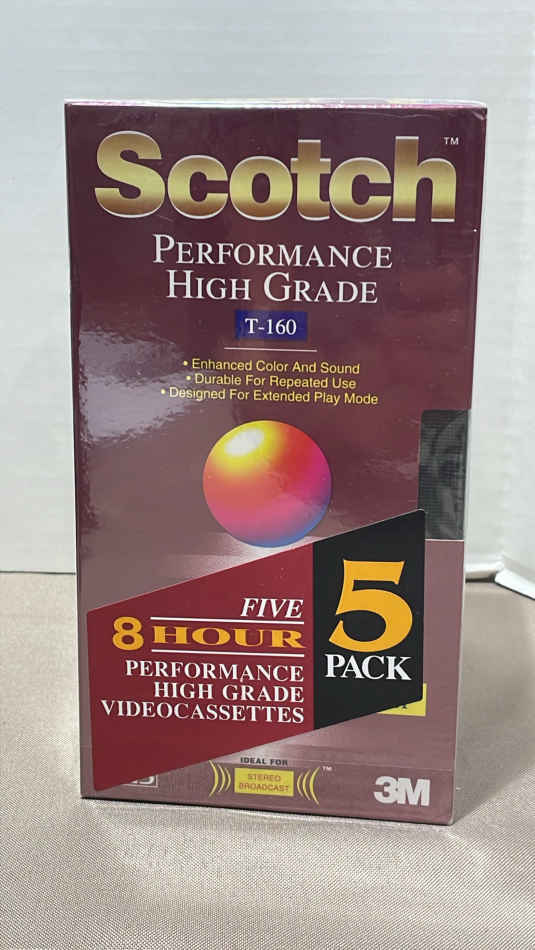 Scotch™
PERFORMANCE
HIGH GRADE
T-160
• Enhanced Color And Sound
• Durable For Repeated Use
• Designed For Extended Play Mode
FIVE
8 HOUR
PERFORMANCE
HIGH GRADE
VIDEOCASSETTES
5
PACK
IDEAL FOR
STEREO
BROADCAST
™
3M